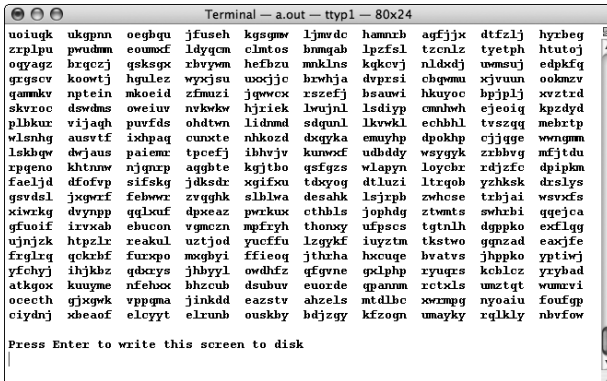 Terminal — a.out — ttyp1 — 80x24
uoiuqk ukgpnn oegbqu jfuseh kgsgmw ljmvdc hamnrb agfjjx dtfzlj hyrbeg
zrplpu pwudmm eoumxf ldyqcm clmtos bnmqab lpzfsl tzcnlz tyetph htutoj
oqyagz brqczj qsksgx rbvywm hefbzu mnklns kqkcvj nldxdj uwmsuj edpkfq
grgscv koowtj hgulez wyxjsu uxxjjc brwhja dvprsi cbqwmu xjvuun ookmzv
qammkv nptein mkoeid zfmuzi jqwwcx rszefj bsauwi hkuyoc bpjplj xvztrd
skvroc dswdms oweiuv nvkwkw hjriek lwujnl lsdiyp cmnhwh ejeoiq kpzdyd
plbkur vijaqh puvfds ohdtwn lidnmd sdqunl lkvwkl echbhl tvszqq mebrtp
wlsnhg ausvtf ixhpaq cunxte nhkozd dxqyka emuyhp dpokhp cjjqge wwngmm
lskbqw dwjaus paiemr tpcefj ibhvjv kunwxf udbddy wsygyk zrbbvg mfjtdu
rpqeno khtnnw njqnrp aqgbte kgjtbo qsfgzs wlapyn loycbr rdjzfc dpipkm
faeljd dfofvp sifskg jdksdr xgifxu tdxyog dtluzi ltrgob yzhksk drslys
gsvdsl jxgwrf febwwr zvqghk slblwa desahk lsjrpb zwhcse trbjai wsvxfs
xiwrkg dvynpp qqlxuf dpxeaz pwrkux cthbls jophdg ztwmts swhrbi qqejca
gfuoif irvxab ebucon vgmczn mpfryh thonxy ufpscs tgtnlh dgppko exflqg
ujnjzk htpzlr reakul uztjod yucffu lzgykf iuyztm tkstwo gqnzad eaxjfe
frglrq qckrbf furxpo mxgbyi ffieoq jthrha hxcuqe bvatvs jhppko yptiwj
yfchyj ihjkbz qdxrys jhbyyl owdhfz qfgvne gxlphp ryuqrs kcblcz yrybad
atkgox kuuyme nfehxx bhzcub dsubuv euorde qpannm rctxls umztqt wumrvi
ocecth gjxgwk vppqma jinkdd eazstv ahzels mtdlbc xwrmpg nyoaiu foufgp
ciydnj xbeaof elcyyt elrunb ouskby bdjzgy kfzogn umayky rqlkly nbvfow
Press Enter to write this screen to disk